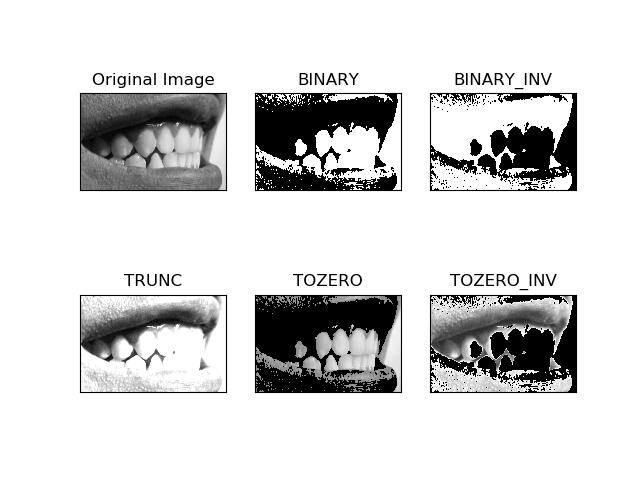 Original Image
BINARY
BINARY_INV
TRUNC
TOZERO
TOZERO_INV